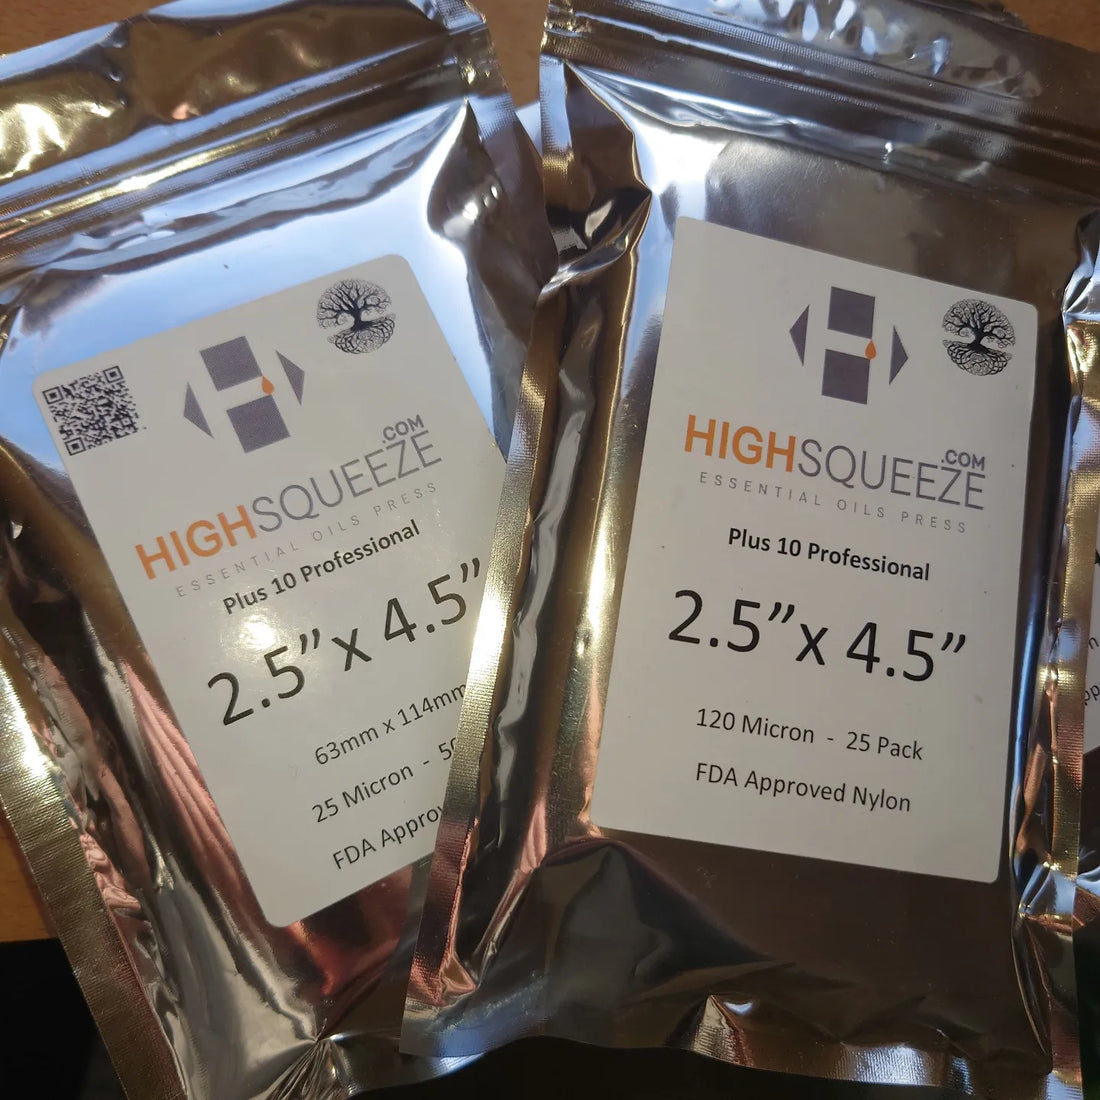 .COM
HIGHSQUEEZE
ESSENTIAL OILS PRESS
Plus 10 Professional
2.5” x 4.5”
63mm x 114mm
25 Micron -
FDA
.COM
HIGHSQUEEZE
ESSENTIAL OILS PRESS
Plus 10 Professional
2.5” x 4.5”
120 Micron - 25 Pack
FDA Approved Nylon